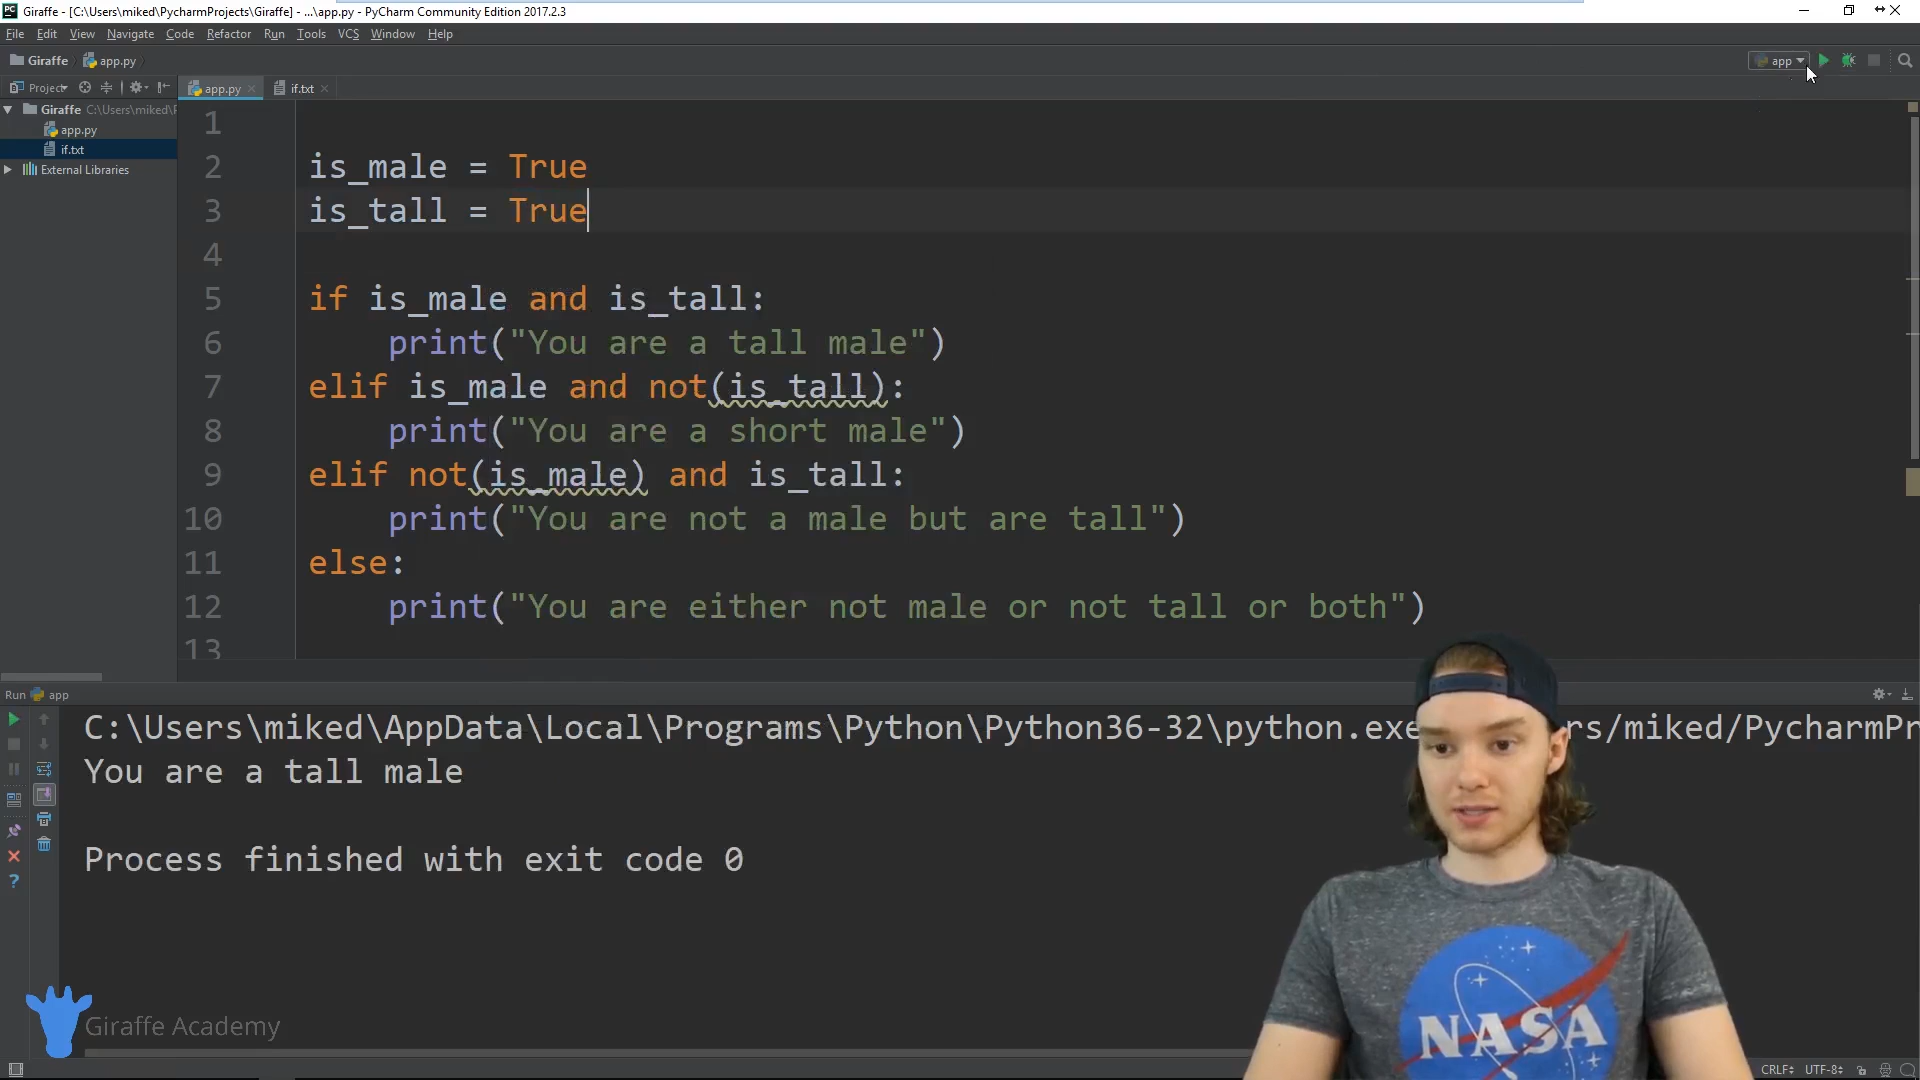 Giraffe - [C:\Users\miked\PycharmProjects\Giraffe] - ...\app.py - PyCharm Community Edition 2017.2.3
File Edit View Navigate Code Refactor Run Tools VCS Window Help
Giraffe app.py
app
Project
app.py
if.txt
Giraffe C:\Users\miked\P
app.py
if.txt
External Libraries
1
2 is_male = True
3 is_tall = True
4
5 if is_male and is_tall:
6 print("You are a tall male")
7 elif is_male and not(is_tall):
8 print("You are a short male")
9 elif not(is_male) and is_tall:
10 print("You are not a male but are tall")
11 else:
12 print("You are either not male or not tall or both")
13
Run app
C:\Users\miked\AppData\Local\Programs\Python\Python36-32\python.exe rs/miked/PycharmPr
You are a tall male
Process finished with exit code 0
NASA
Giraffe Academy
CRLF UTF-8